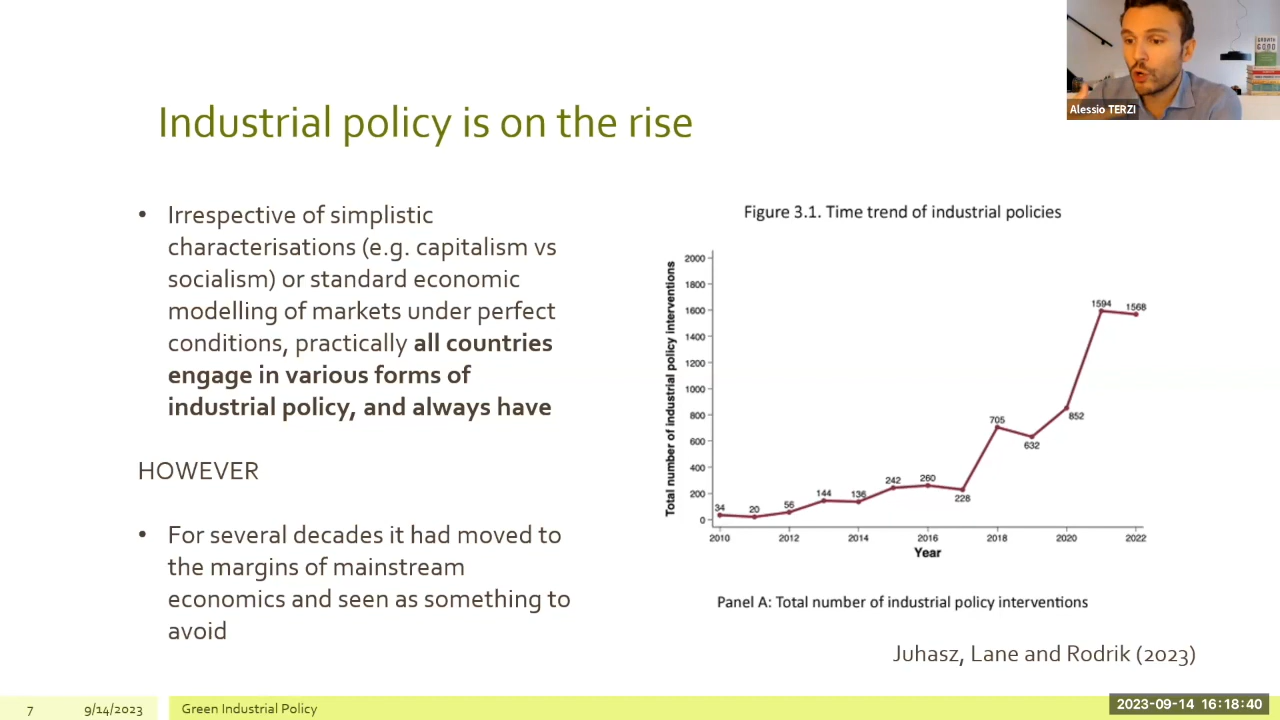 Alessio TERZI
Industrial policy is on the rise
• Irrespective of simplistic
characterisations (e.g. capitalism vs
socialism) or standard economic
modelling of markets under perfect
conditions, practically all countries
engage in various forms of
industrial policy, and always have
HOWEVER
• For several decades it had moved to
the margins of mainstream
economics and seen as something to
avoid
Figure 3.1. Time trend of industrial policies
Total number of industrial policy interventions
2000
1800
1600
1400
1200
1000
800
600
400
200
0
34
20
56
144
136
242
260
228
705
632
852
1594
1568
2010
2012
2014
2016
2018
2020
2022
Year
Panel A: Total number of industrial policy interventions
Juhasz, Lane and Rodrik (2023)
7
9/14/2023
Green Industrial Policy
2023-09-14 16:18:40